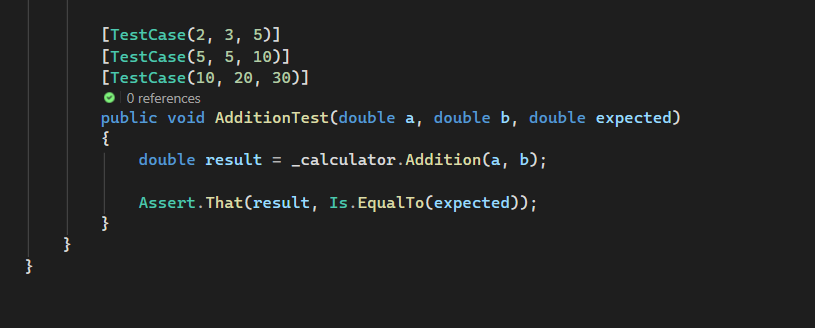 [TestCase(2, 3, 5)]
[TestCase(5, 5, 10)]
[TestCase(10, 20, 30)]
0 references
public void AdditionTest(double a, double b, double expected)
{
double result = _calculator.Addition(a, b);
Assert.That(result, Is.EqualTo(expected));
}
}
}